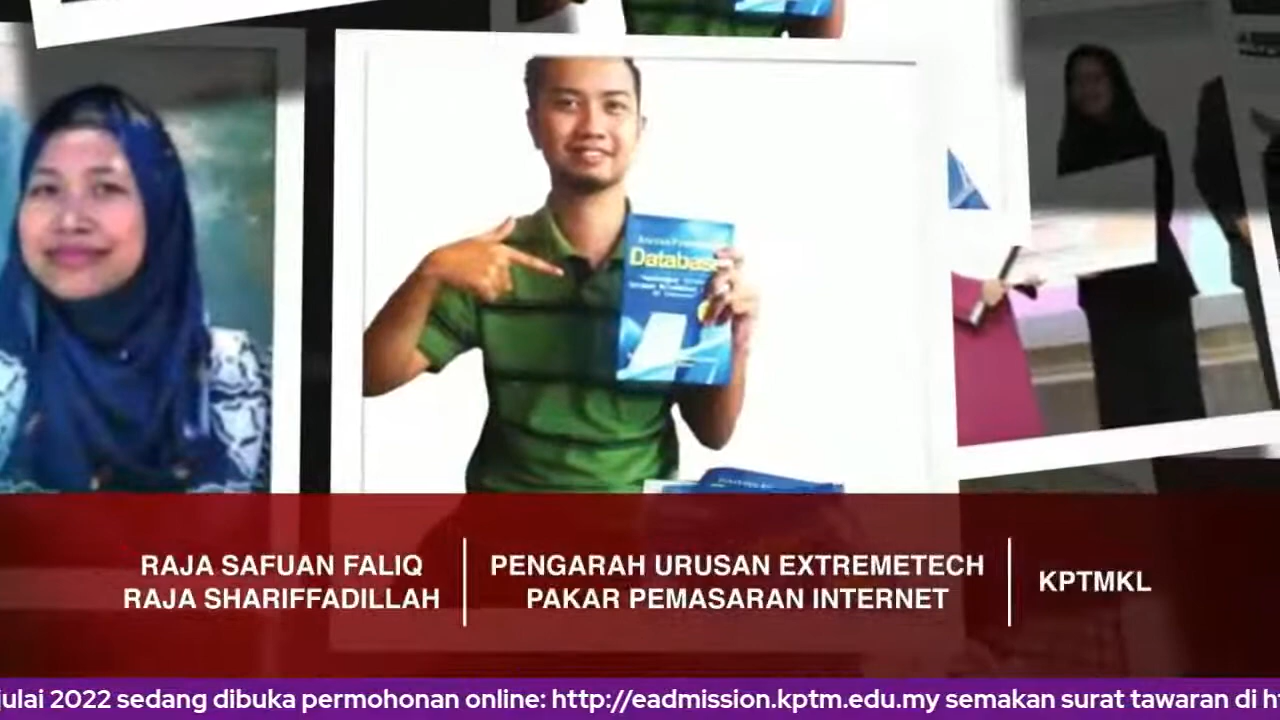 Database
RAJA SAFUAN FALIQ
RAJA SHARIFFADILLAH
PENGARAH URUSAN EXTREMETECH
PAKAR PEMASARAN INTERNET
KPTMKL
julai 2022 sedang dibuka permohonan online: http://eadmission.kptm.edu.my semakan surat tawaran di ht